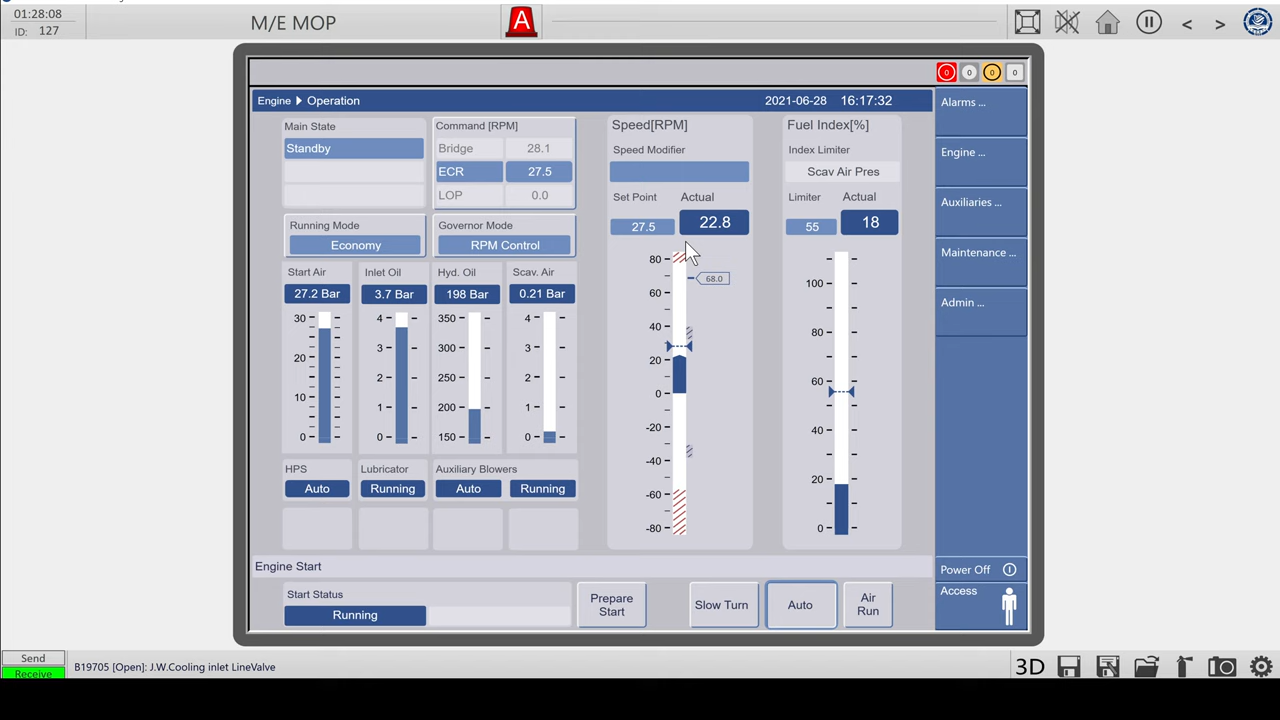 01:28:08
ID: 127
M/E MOP
A
< >
0 0 0 0
Engine ▶ Operation 2021-06-28 16:17:32
Main State
Standby
Command [RPM]
Bridge 28.1
ECR 27.5
LOP 0.0
Running Mode
Economy
Governor Mode
RPM Control
Start Air Inlet Oil Hyd. Oil Scav. Air
27.2 Bar 3.7 Bar 198 Bar 0.21 Bar
30 4 350 4
3 300 3
20
2 250 2
10
1 200 1
0 0 150 0
HPS Lubricator Auxiliary Blowers
Auto Running Auto Running
Speed[RPM]
Speed Modifier
Set Point Actual
27.5 22.8
80
68.0
60
40
20
0
-20
-40
-60
-80
Fuel Index[%]
Index Limiter
Scav Air Pres
Limiter Actual
55 18
100
80
60
40
20
0
Alarms ...
Engine ...
Auxiliaries ...
Maintenance ...
Admin ...
Power Off
Access
Engine Start
Start Status
Running
Prepare
Start
Slow Turn
Auto
Air
Run
Send
Receive
B19705 [Open]: J.W.Cooling inlet LineValve
3D